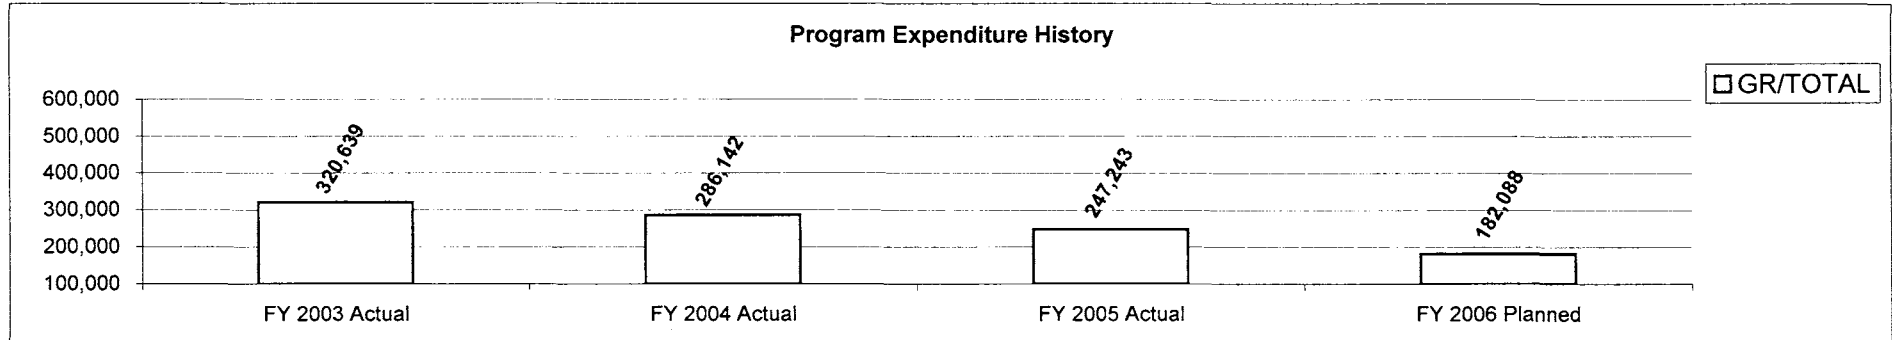 Program Expenditure History
GR/TOTAL
600,000
500,000
400,000
300,000
200,000
100,000
320,639
286,142
247,243
182,088
FY 2003 Actual
FY 2004 Actual
FY 2005 Actual
FY 2006 Planned